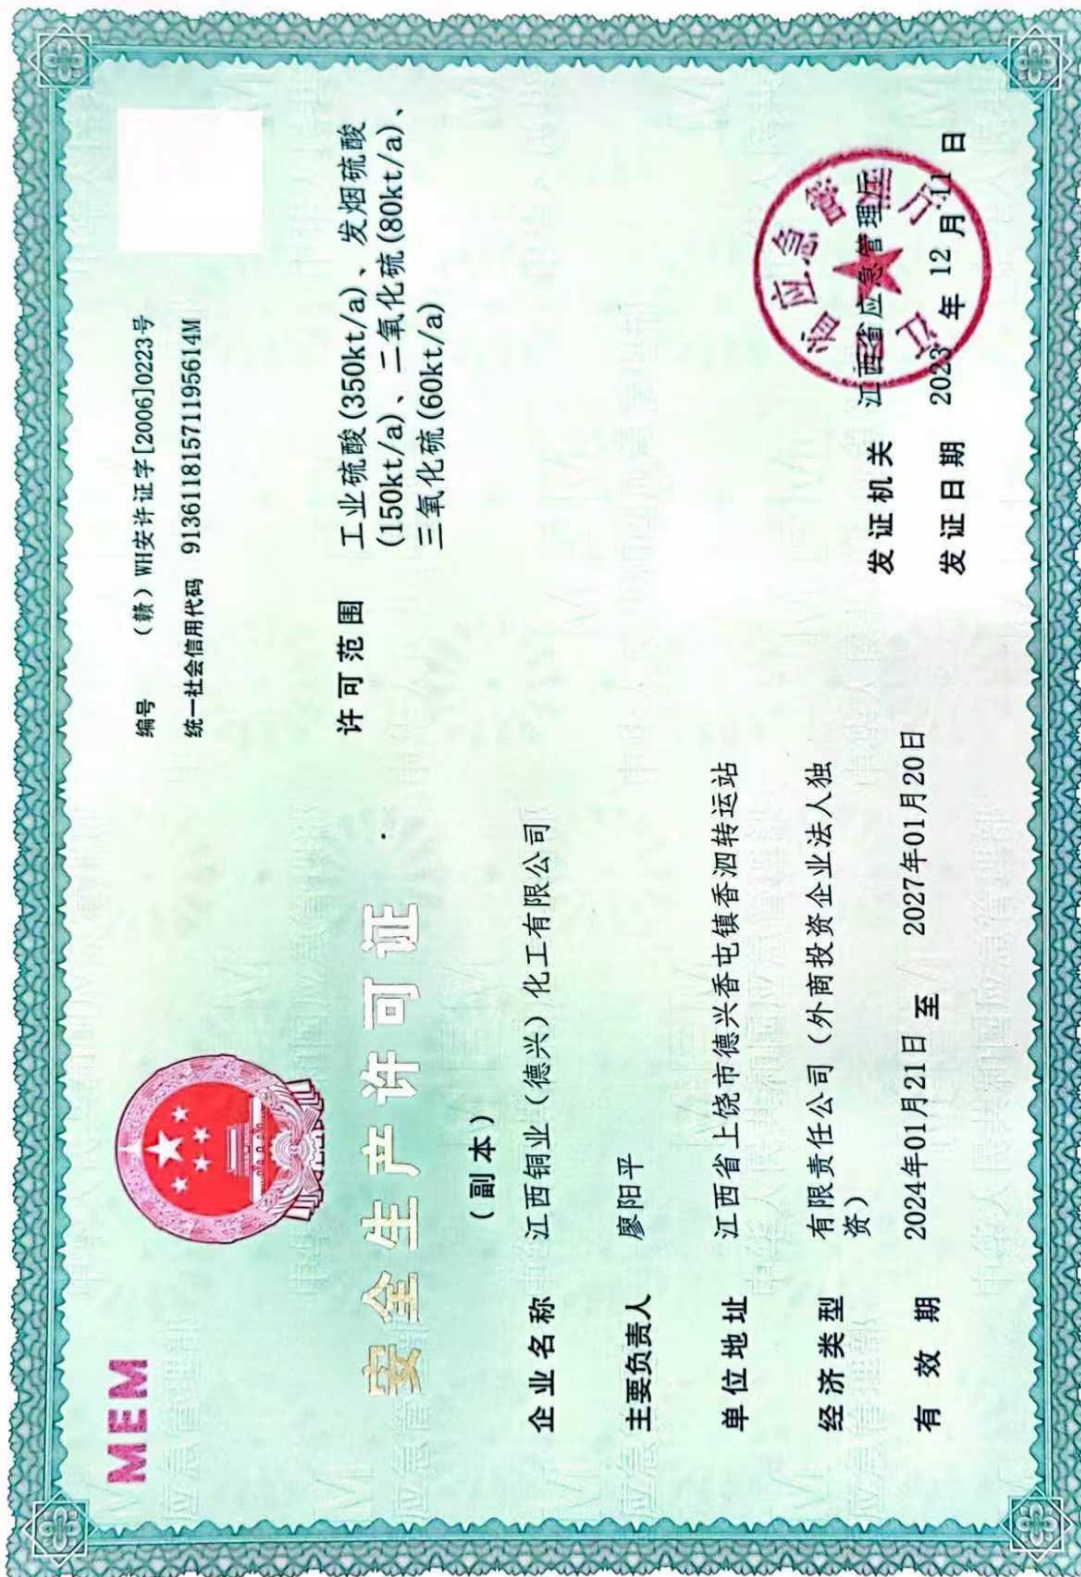 MEM
安全生产许可证
（副本）
企业名称 江西铜业（德兴）化工有限公司
主要负责人 廖阳平
单位地址 江西省上饶市德兴香屯镇香泗转运站
经济类型 有限责任公司（外商投资企业法人独
资）
有效期 2024年01月21日 至 2027年01月20日
编号 （赣）WH安许证字[2006]0223号
统一社会信用代码 91361181571195614M
许可范围 工业硫酸(350kt/a)、发烟硫酸
(150kt/a)、二氧化硫(80kt/a)、
三氧化硫(60kt/a)
发证机关 江西省应急管理厅
发证日期 2023年12月11日
江西省应急管理厅